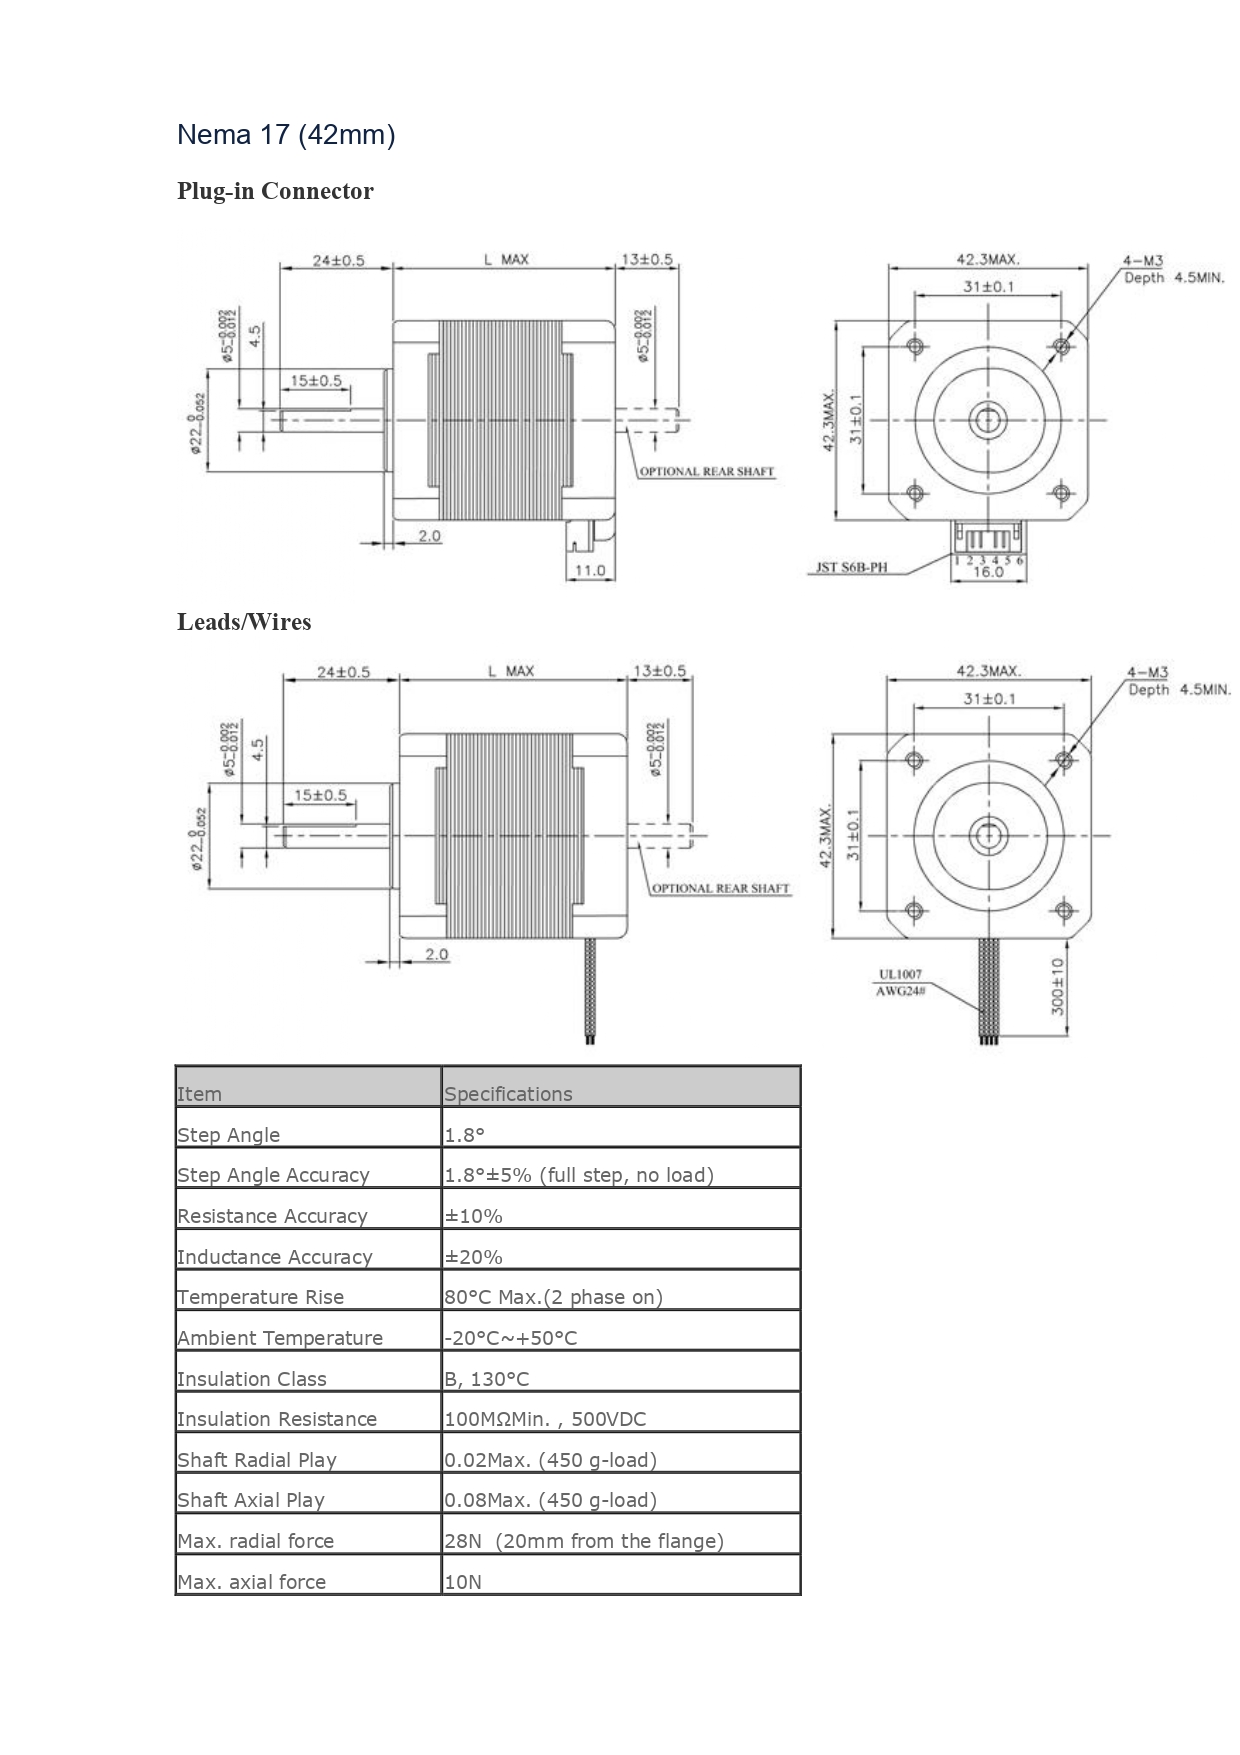 Nema 17 (42mm)
Plug-in Connector
24±0.5
L MAX
13±0.5
ø5-0.002
-0.012
4.5
15±0.5
ø22 0
-0.052
ø5-0.002
-0.012
OPTIONAL REAR SHAFT
2.0
11.0
42.3MAX.
31±0.1
4-M3
Depth 4.5MIN.
42.3MAX.
31±0.1
JST S6B-PH
1 2 3 4 5 6
16.0
Leads/Wires
24±0.5
L MAX
13±0.5
ø5-0.002
-0.012
4.5
15±0.5
ø22 0
-0.052
ø5-0.002
-0.012
OPTIONAL REAR SHAFT
2.0
42.3MAX.
31±0.1
4-M3
Depth 4.5MIN.
42.3MAX.
31±0.1
UL1007
AWG24#
300±10
Item Specifications
Step Angle 1.8°
Step Angle Accuracy 1.8°±5% (full step, no load)
Resistance Accuracy ±10%
Inductance Accuracy ±20%
Temperature Rise 80°C Max.(2 phase on)
Ambient Temperature -20°C~+50°C
Insulation Class B, 130°C
Insulation Resistance 100MΩMin. , 500VDC
Shaft Radial Play 0.02Max. (450 g-load)
Shaft Axial Play 0.08Max. (450 g-load)
Max. radial force 28N (20mm from the flange)
Max. axial force 10N